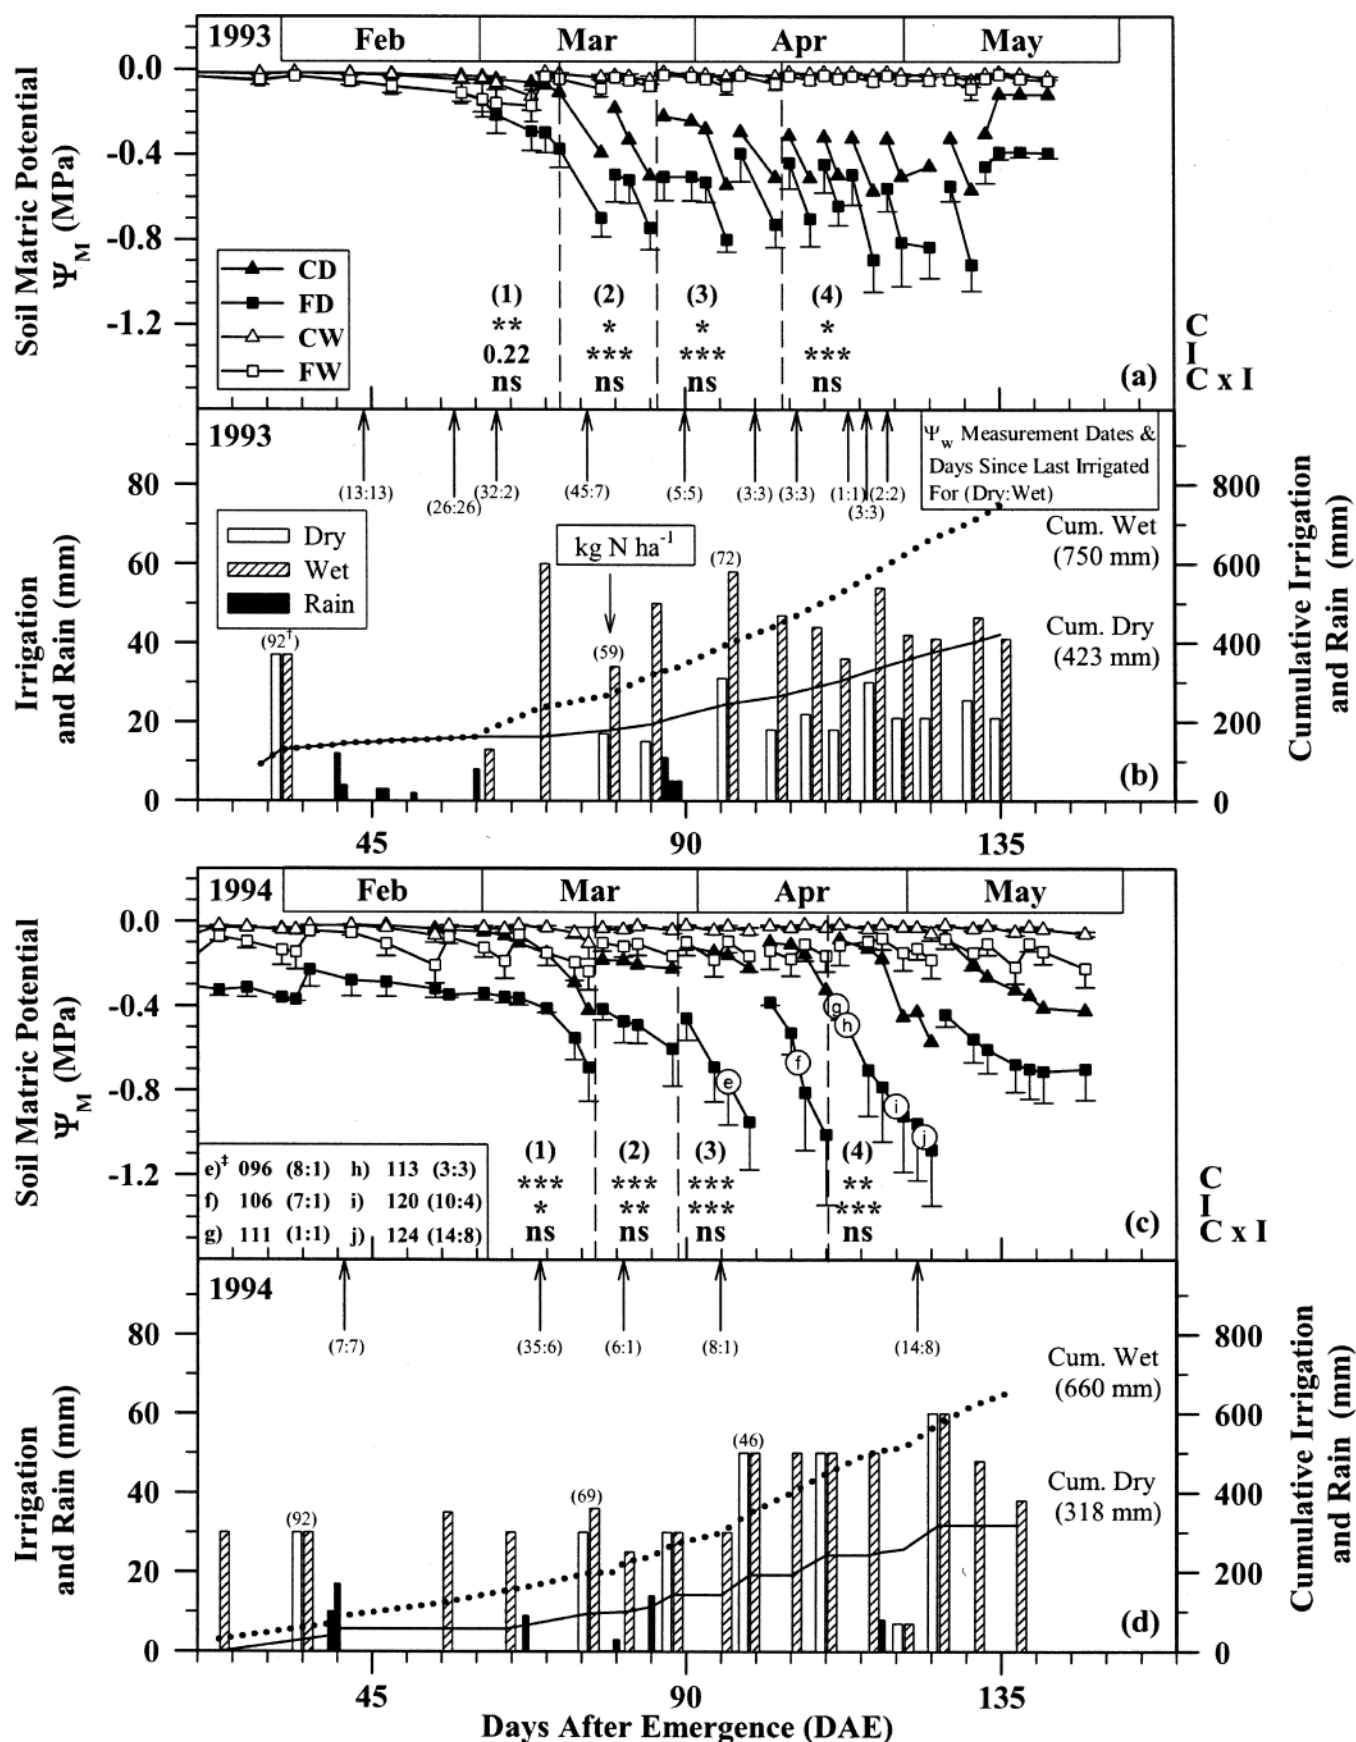 1993 Feb Mar Apr May
Soil Matric Potential
Ψ_M (MPa)
0.0
-0.4
-0.8
-1.2
CD
FD
CW
FW
(1) (2) (3) (4)
** * * *
0.22 *** *** ***
ns ns ns ns
(a)
C
I
C x I
1993
Ψ_w Measurement Dates &
Days Since Last Irrigated
For (Dry:Wet)
(13:13) (26:26) (32:2) (45:7) (5:5) (3:3) (3:3) (1:1) (3:3) (2:2)
Irrigation
and Rain (mm)
80
60
40
20
0
Dry
Wet
Rain
kg N ha⁻¹
(92†) (59) (72)
Cum. Wet
(750 mm)
Cum. Dry
(423 mm)
(b)
800
600
400
200
0
Cumulative Irrigation
and Rain (mm)
45 90 135
1994 Feb Mar Apr May
Soil Matric Potential
Ψ_M (MPa)
0.0
-0.4
-0.8
-1.2
e f g h i j
e)‡ 096 (8:1) h) 113 (3:3)
f) 106 (7:1) i) 120 (10:4)
g) 111 (1:1) j) 124 (14:8)
(1) (2) (3) (4)
*** *** *** **
* ** *** ***
ns ns ns ns
(c)
C
I
C x I
1994
(7:7) (35:6) (6:1) (8:1) (14:8)
Irrigation
and Rain (mm)
80
60
40
20
0
(92) (69) (46)
Cum. Wet
(660 mm)
Cum. Dry
(318 mm)
(d)
800
600
400
200
0
Cumulative Irrigation
and Rain (mm)
45 90 135
Days After Emergence (DAE)